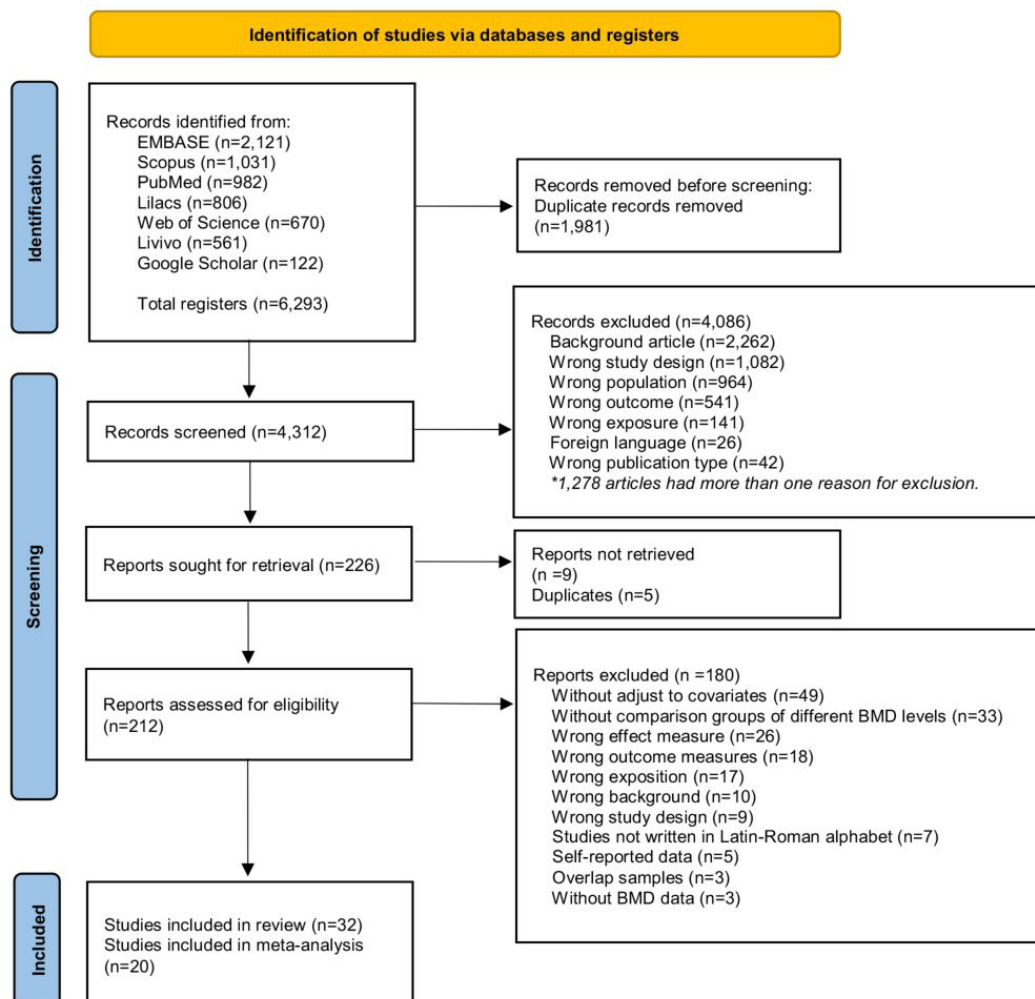 Identification of studies via databases and registers
Identification
Records identified from:
EMBASE (n=2,121)
Scopus (n=1,031)
PubMed (n=982)
Lilacs (n=806)
Web of Science (n=670)
Livivo (n=561)
Google Scholar (n=122)
Total registers (n=6,293)
Records removed before screening:
Duplicate records removed
(n=1,981)
Screening
Records screened (n=4,312)
Records excluded (n=4,086)
Background article (n=2,262)
Wrong study design (n=1,082)
Wrong population (n=964)
Wrong outcome (n=541)
Wrong exposure (n=141)
Foreign language (n=26)
Wrong publication type (n=42)
*1,278 articles had more than one reason for exclusion.
Reports sought for retrieval (n=226)
Reports not retrieved
(n =9)
Duplicates (n=5)
Reports assessed for eligibility
(n=212)
Reports excluded (n =180)
Without adjust to covariates (n=49)
Without comparison groups of different BMD levels (n=33)
Wrong effect measure (n=26)
Wrong outcome measures (n=18)
Wrong exposition (n=17)
Wrong background (n=10)
Wrong study design (n=9)
Studies not written in Latin-Roman alphabet (n=7)
Self-reported data (n=5)
Overlap samples (n=3)
Without BMD data (n=3)
Included
Studies included in review (n=32)
Studies included in meta-analysis
(n=20)